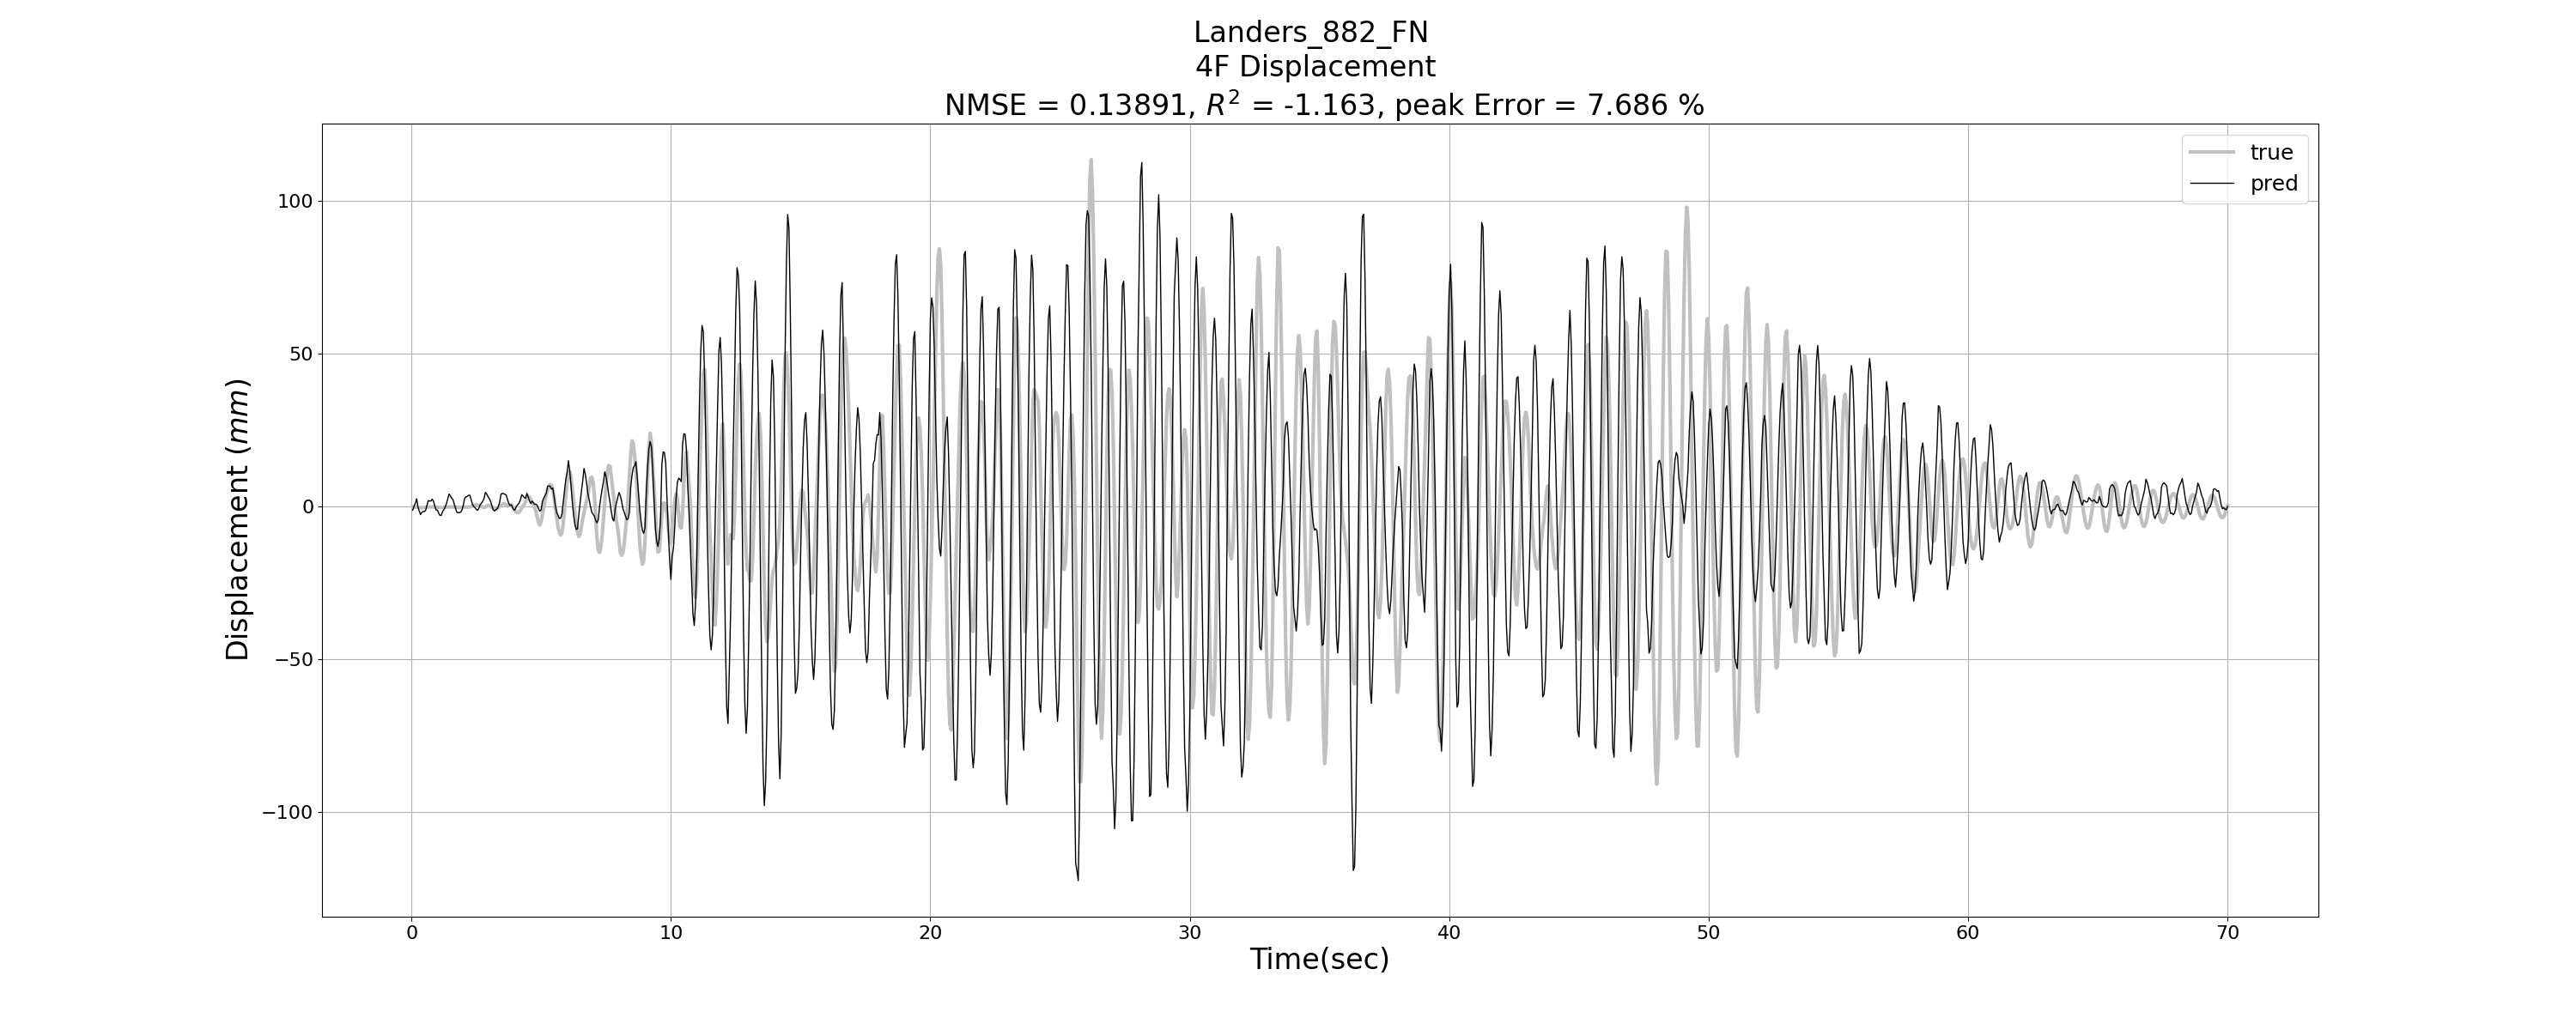 Landers_882_FN
4F Displacement
NMSE = 0.13891, R² = -1.163, peak Error = 7.686 %
true
pred
Displacement (mm)
100
50
0
−50
−100
0 10 20 30 40 50 60 70
Time(sec)